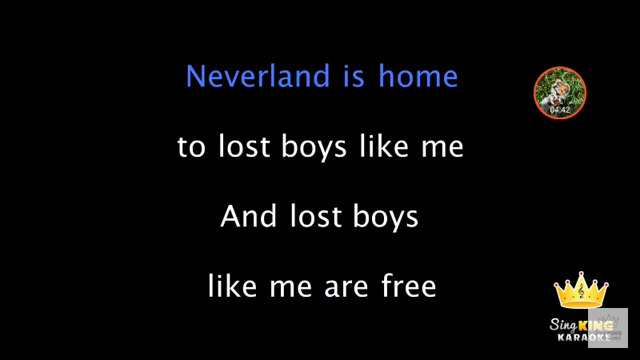 Neverland is home
04:42
to lost boys like me
And lost boys
like me are free
Sing KING
KARAOKE